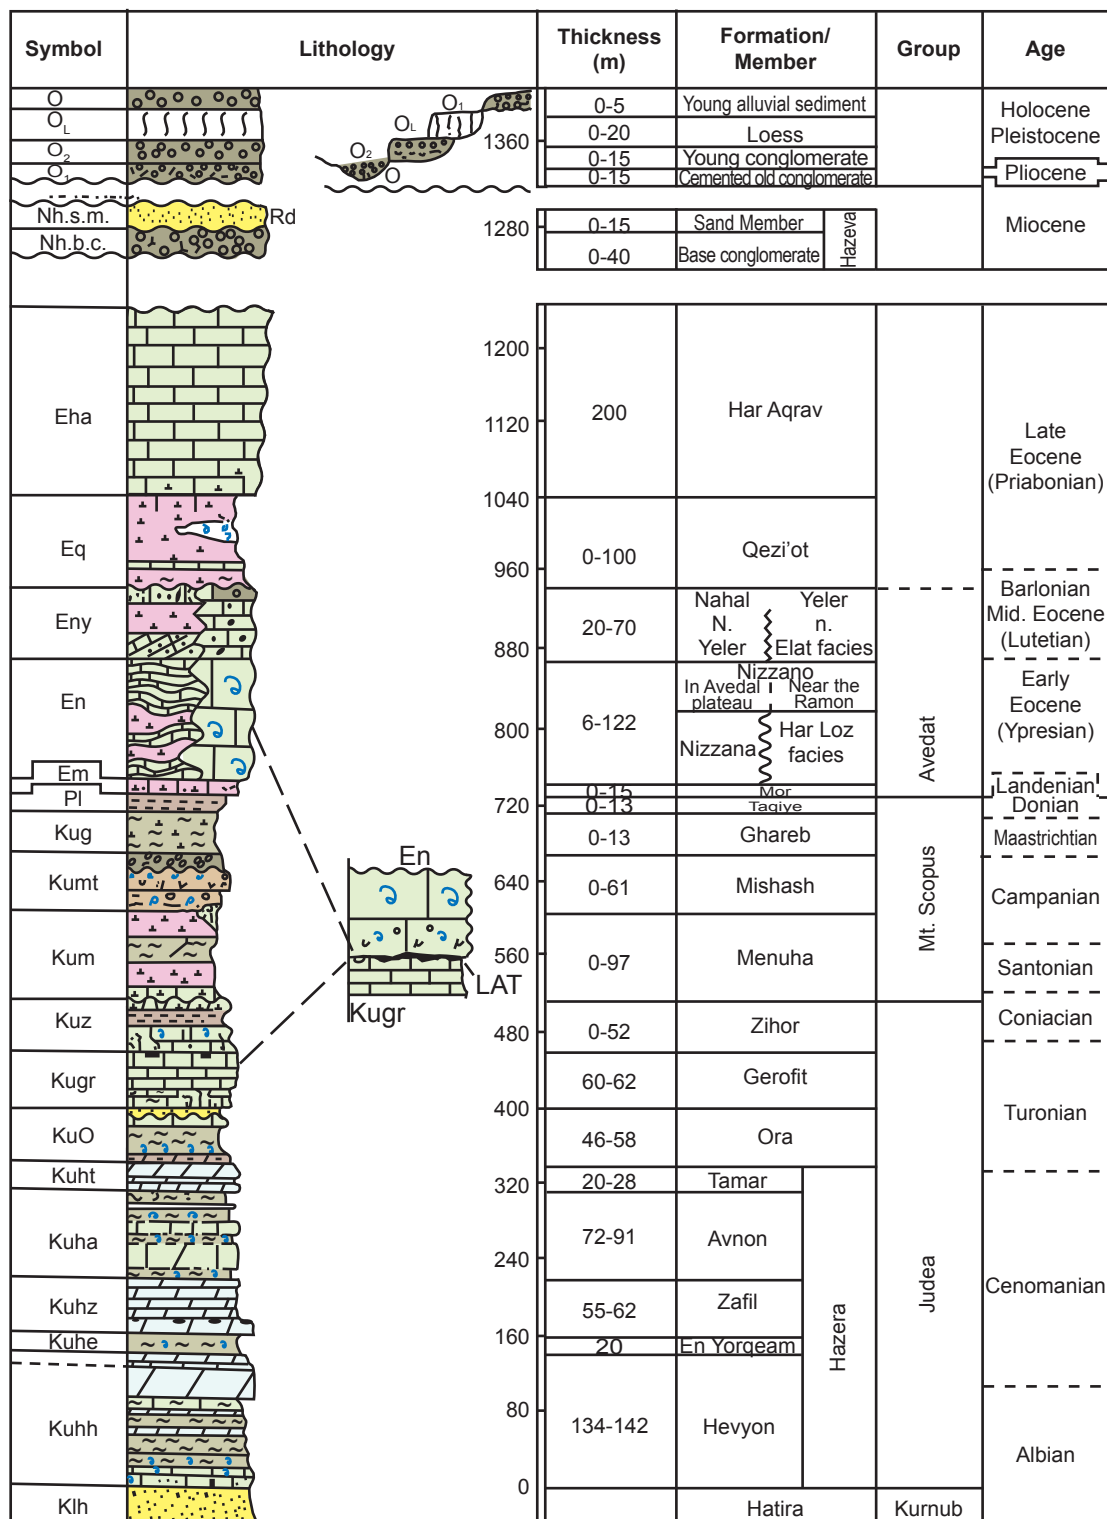 Symbol Lithology Thickness (m) Formation/ Member Group Age
O 0-5 Young alluvial sediment Holocene
O₁
O_L O_L 1360 0-20 Loess Pleistocene
O₂ O₂ 0-15 Young conglomerate
O₁ O 0-15 Cemented old conglomerate Pliocene
Nh.s.m. Rd 1280 0-15 Sand Member Hazeva Miocene
Nh.b.c. 0-40 Base conglomerate
1200
Eha 200 Har Aqrav
1120
Late
Eocene
(Priabonian)
1040
1000
Eq 0-100 Qezi'ot
960
Barlonian
Eny 20-70 Nahal Yeler Mid. Eocene
N. n. (Lutetian)
880 Yeler Elat facies
En 6-122 Nizzano Early
In Avedal Near the Eocene
plateau Ramon (Ypresian)
800 Nizzana Har Loz
facies
Avedat
Em 0-15 Mor Landenian
Pl 720 0-13 Taqiye Donian
Kug 0-13 Ghareb Maastrichtian
Kumt 640 0-61 Mishash Campanian
Mt. Scopus
Kum 560 0-97 Menuha Santonian
En
LAT
Kugr
Kuz 480 0-52 Zihor Coniacian
Kugr 60-62 Gerofit
400 Turonian
KuO 46-58 Ora
Kuht 320 20-28 Tamar
Kuha 72-91 Avnon
240 Cenomanian
Kuhz 55-62 Zafil
Judea
Hazera
Kuhe 160 20 En Yorqeam
80
Kuhh 134-142 Hevyon
Albian
0
Klh Hatira Kurnub